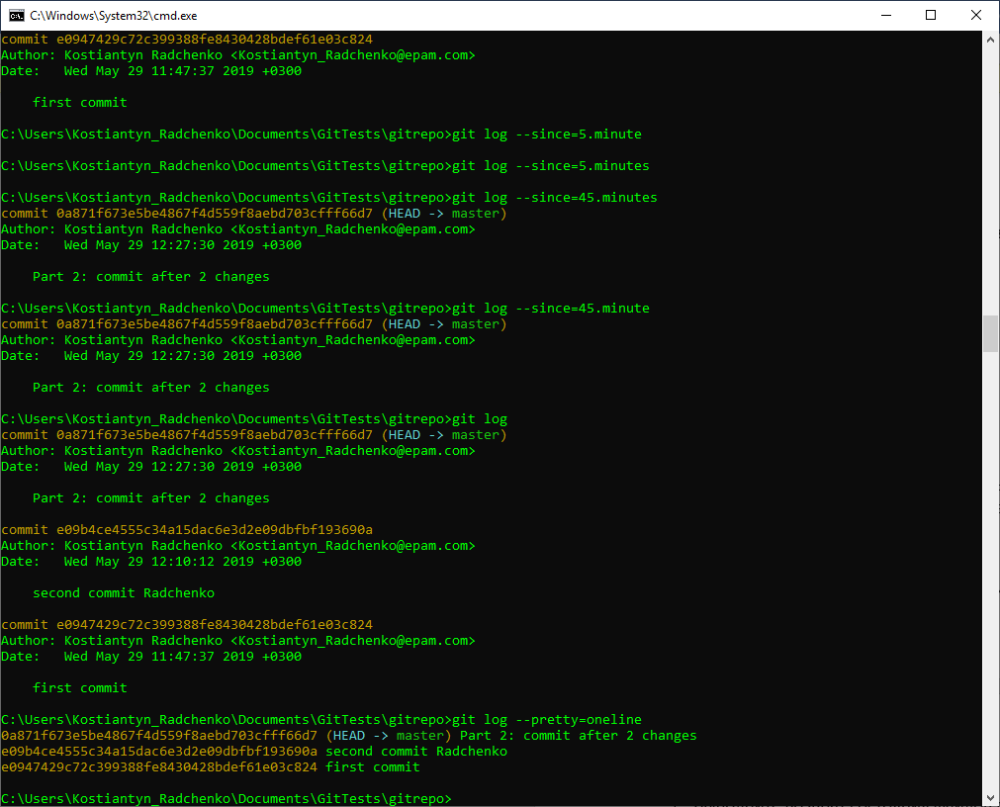 C:\Windows\System32\cmd.exe
commit e0947429c72c399388fe8430428bdef61e03c824
Author: Kostiantyn Radchenko <Kostiantyn_Radchenko@epam.com>
Date:   Wed May 29 11:47:37 2019 +0300
first commit
C:\Users\Kostiantyn_Radchenko\Documents\GitTests\gitrepo>git log --since=5.minute
C:\Users\Kostiantyn_Radchenko\Documents\GitTests\gitrepo>git log --since=5.minutes
C:\Users\Kostiantyn_Radchenko\Documents\GitTests\gitrepo>git log --since=45.minutes
commit 0a871f673e5be4867f4d559f8aebd703cfff66d7 (HEAD -> master)
Author: Kostiantyn Radchenko <Kostiantyn_Radchenko@epam.com>
Date:   Wed May 29 12:27:30 2019 +0300
Part 2: commit after 2 changes
C:\Users\Kostiantyn_Radchenko\Documents\GitTests\gitrepo>git log --since=45.minute
commit 0a871f673e5be4867f4d559f8aebd703cfff66d7 (HEAD -> master)
Author: Kostiantyn Radchenko <Kostiantyn_Radchenko@epam.com>
Date:   Wed May 29 12:27:30 2019 +0300
Part 2: commit after 2 changes
C:\Users\Kostiantyn_Radchenko\Documents\GitTests\gitrepo>git log
commit 0a871f673e5be4867f4d559f8aebd703cfff66d7 (HEAD -> master)
Author: Kostiantyn Radchenko <Kostiantyn_Radchenko@epam.com>
Date:   Wed May 29 12:27:30 2019 +0300
Part 2: commit after 2 changes
commit e09b4ce4555c34a15dac6e3d2e09dbfbf193690a
Author: Kostiantyn Radchenko <Kostiantyn_Radchenko@epam.com>
Date:   Wed May 29 12:10:12 2019 +0300
second commit Radchenko
commit e0947429c72c399388fe8430428bdef61e03c824
Author: Kostiantyn Radchenko <Kostiantyn_Radchenko@epam.com>
Date:   Wed May 29 11:47:37 2019 +0300
first commit
C:\Users\Kostiantyn_Radchenko\Documents\GitTests\gitrepo>git log --pretty=oneline
0a871f673e5be4867f4d559f8aebd703cfff66d7 (HEAD -> master) Part 2: commit after 2 changes
e09b4ce4555c34a15dac6e3d2e09dbfbf193690a second commit Radchenko
e0947429c72c399388fe8430428bdef61e03c824 first commit
C:\Users\Kostiantyn_Radchenko\Documents\GitTests\gitrepo>